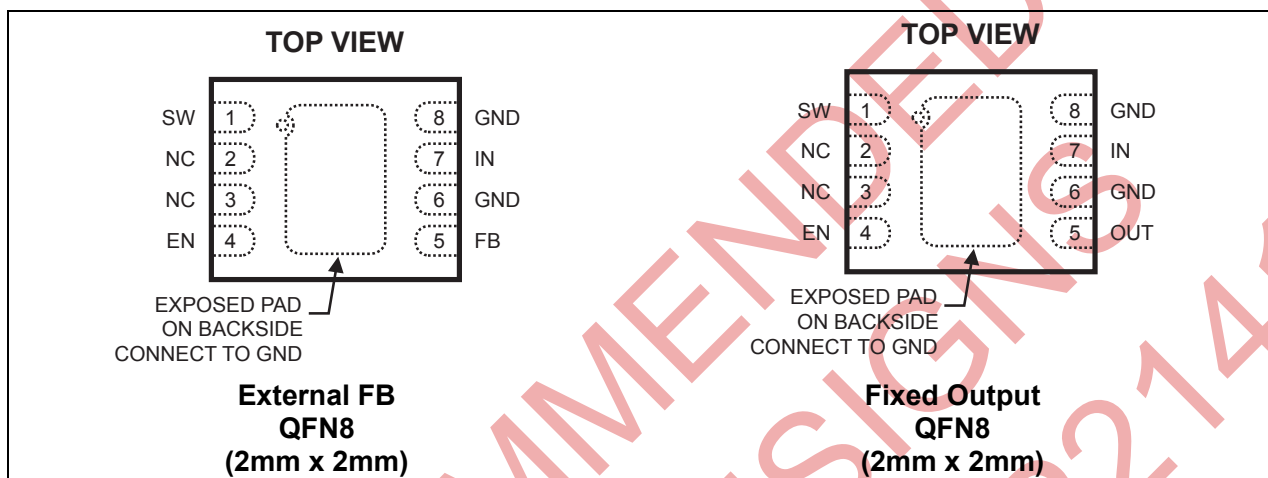 TOP VIEW
SW 1 8 GND
NC 2 7 IN
NC 3 6 GND
EN 4 5 FB
EXPOSED PAD
ON BACKSIDE
CONNECT TO GND
External FB
QFN8
(2mm x 2mm)
TOP VIEW
SW 1 8 GND
NC 2 7 IN
NC 3 6 GND
EN 4 5 OUT
EXPOSED PAD
ON BACKSIDE
CONNECT TO GND
Fixed Output
QFN8
(2mm x 2mm)